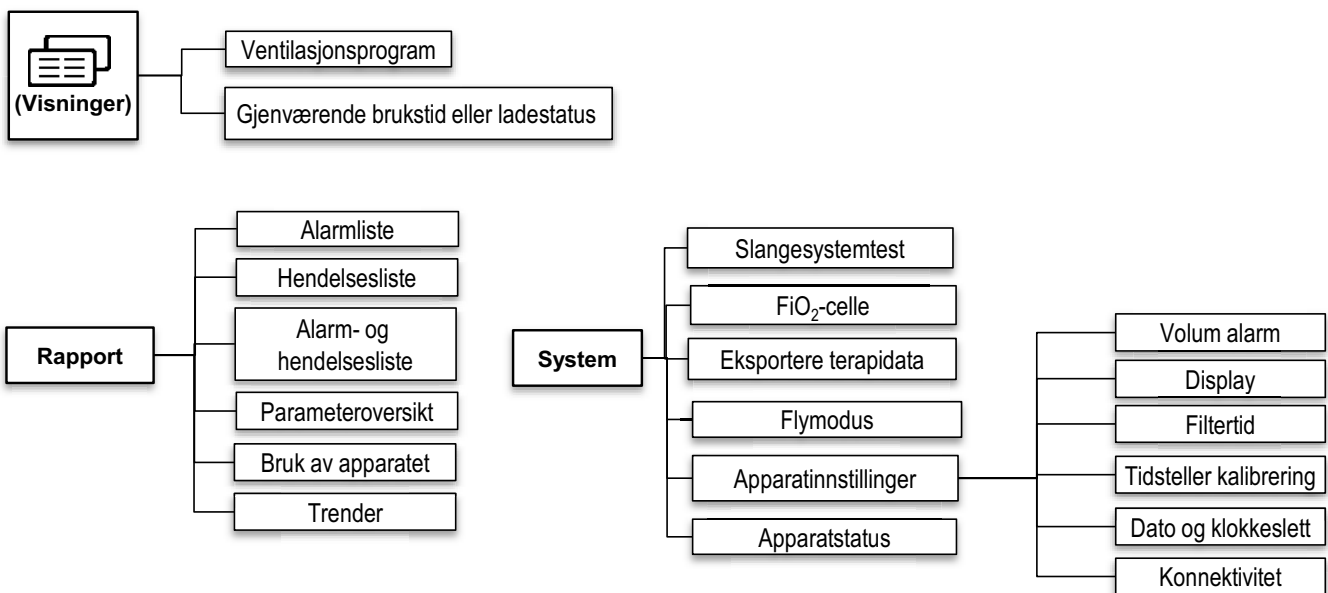 (Visninger)
Ventilasjonsprogram
Gjenværende brukstid eller ladestatus
Rapport
Alarmliste
Hendelsesliste
Alarm- og
hendelsesliste
Parameteroversikt
Bruk av apparatet
Trender
System
Slangesystemtest
FiO₂-celle
Eksportere terapidata
Flymodus
Apparatinnstillinger
Apparatstatus
Volum alarm
Display
Filtertid
Tidsteller kalibrering
Dato og klokkeslett
Konnektivitet